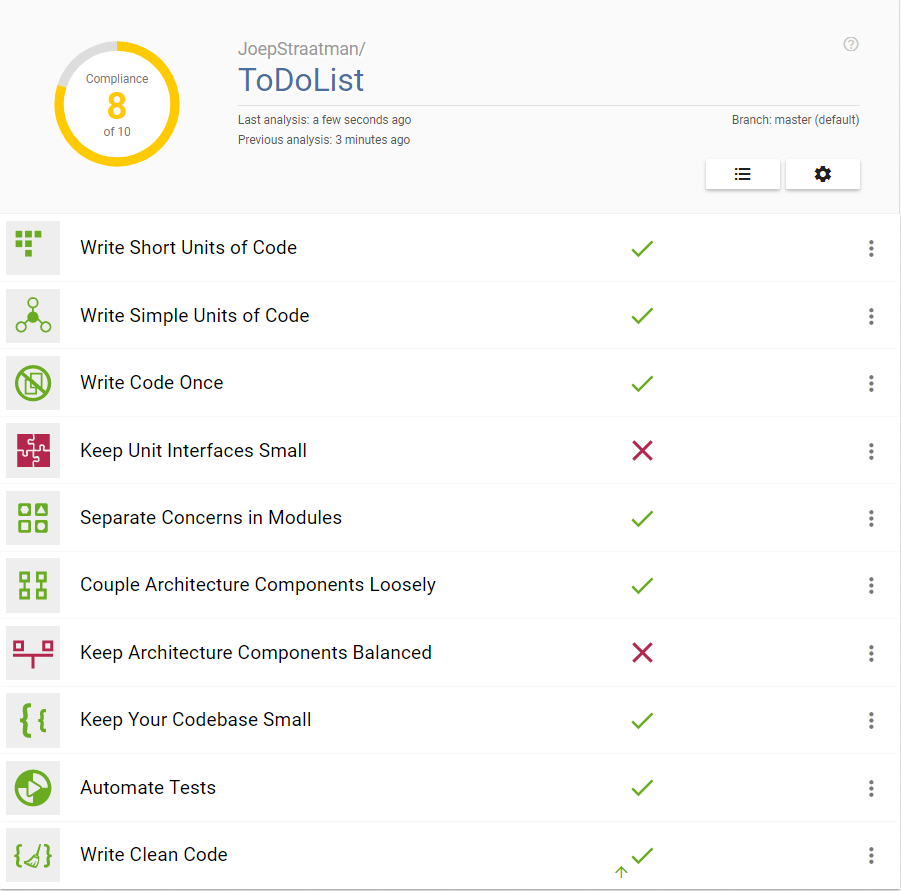 Compliance
8
of 10
JoepStraatman/
ToDoList
Last analysis: a few seconds ago
Branch: master (default)
Previous analysis: 3 minutes ago
Write Short Units of Code
Write Simple Units of Code
Write Code Once
Keep Unit Interfaces Small
Separate Concerns in Modules
Couple Architecture Components Loosely
Keep Architecture Components Balanced
Keep Your Codebase Small
Automate Tests
Write Clean Code